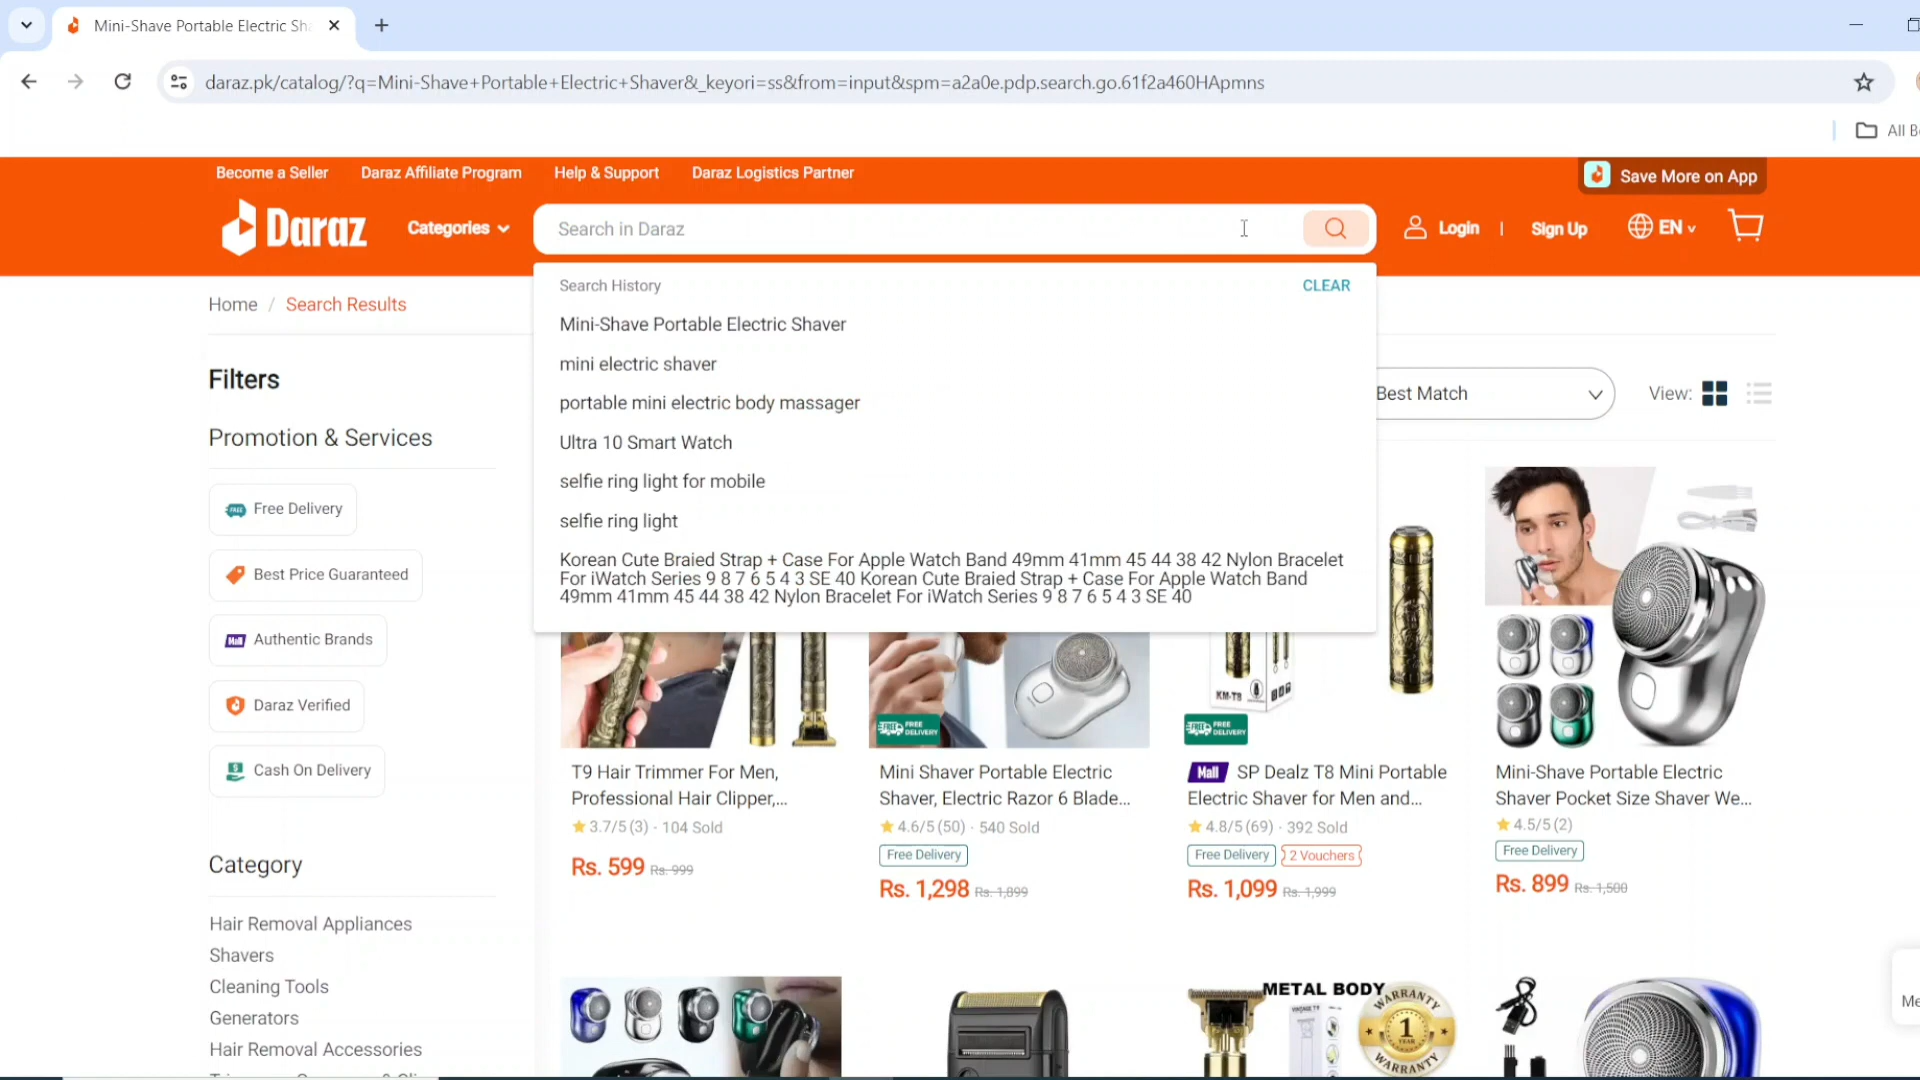 Mini-Shave Portable Electric Sha
daraz.pk/catalog/?q=Mini-Shave+Portable+Electric+Shaver&_keyori=ss&from=input&spm=a2a0e.pdp.search.go.61f2a460HApmns
All B
Become a Seller
Daraz Affiliate Program
Help & Support
Daraz Logistics Partner
Save More on App
Daraz
Categories
Search in Daraz
Login
|
Sign Up
EN
Search History
CLEAR
Mini-Shave Portable Electric Shaver
mini electric shaver
portable mini electric body massager
Ultra 10 Smart Watch
selfie ring light for mobile
selfie ring light
Korean Cute Braied Strap + Case For Apple Watch Band 49mm 41mm 45 44 38 42 Nylon Bracelet
For iWatch Series 9 8 7 6 5 4 3 SE 40 Korean Cute Braied Strap + Case For Apple Watch Band
49mm 41mm 45 44 38 42 Nylon Bracelet For iWatch Series 9 8 7 6 5 4 3 SE 40
Home / Search Results
Best Match
View:
Filters
Promotion & Services
FREE Free Delivery
Best Price Guaranteed
Mall Authentic Brands
Daraz Verified
Cash On Delivery
Category
Hair Removal Appliances
Shavers
Cleaning Tools
Generators
Hair Removal Accessories
T9 Hair Trimmer For Men,
Professional Hair Clipper,...
3.7/5 (3) · 104 Sold
Rs. 599 Rs. 999
FREE DELIVERY
Mini Shaver Portable Electric
Shaver, Electric Razor 6 Blade...
4.6/5 (50) · 540 Sold
Free Delivery
Rs. 1,298 Rs. 1,899
KM-T8
FREE DELIVERY
Mall SP Dealz T8 Mini Portable
Electric Shaver for Men and...
4.8/5 (69) · 392 Sold
Free Delivery
2 Vouchers
Rs. 1,099 Rs. 1,999
Mini-Shave Portable Electric
Shaver Pocket Size Shaver We...
4.5/5 (2)
Free Delivery
Rs. 899 Rs. 1,500
METAL BODY
WARRANTY
1
YEAR
WARRANTY
Me